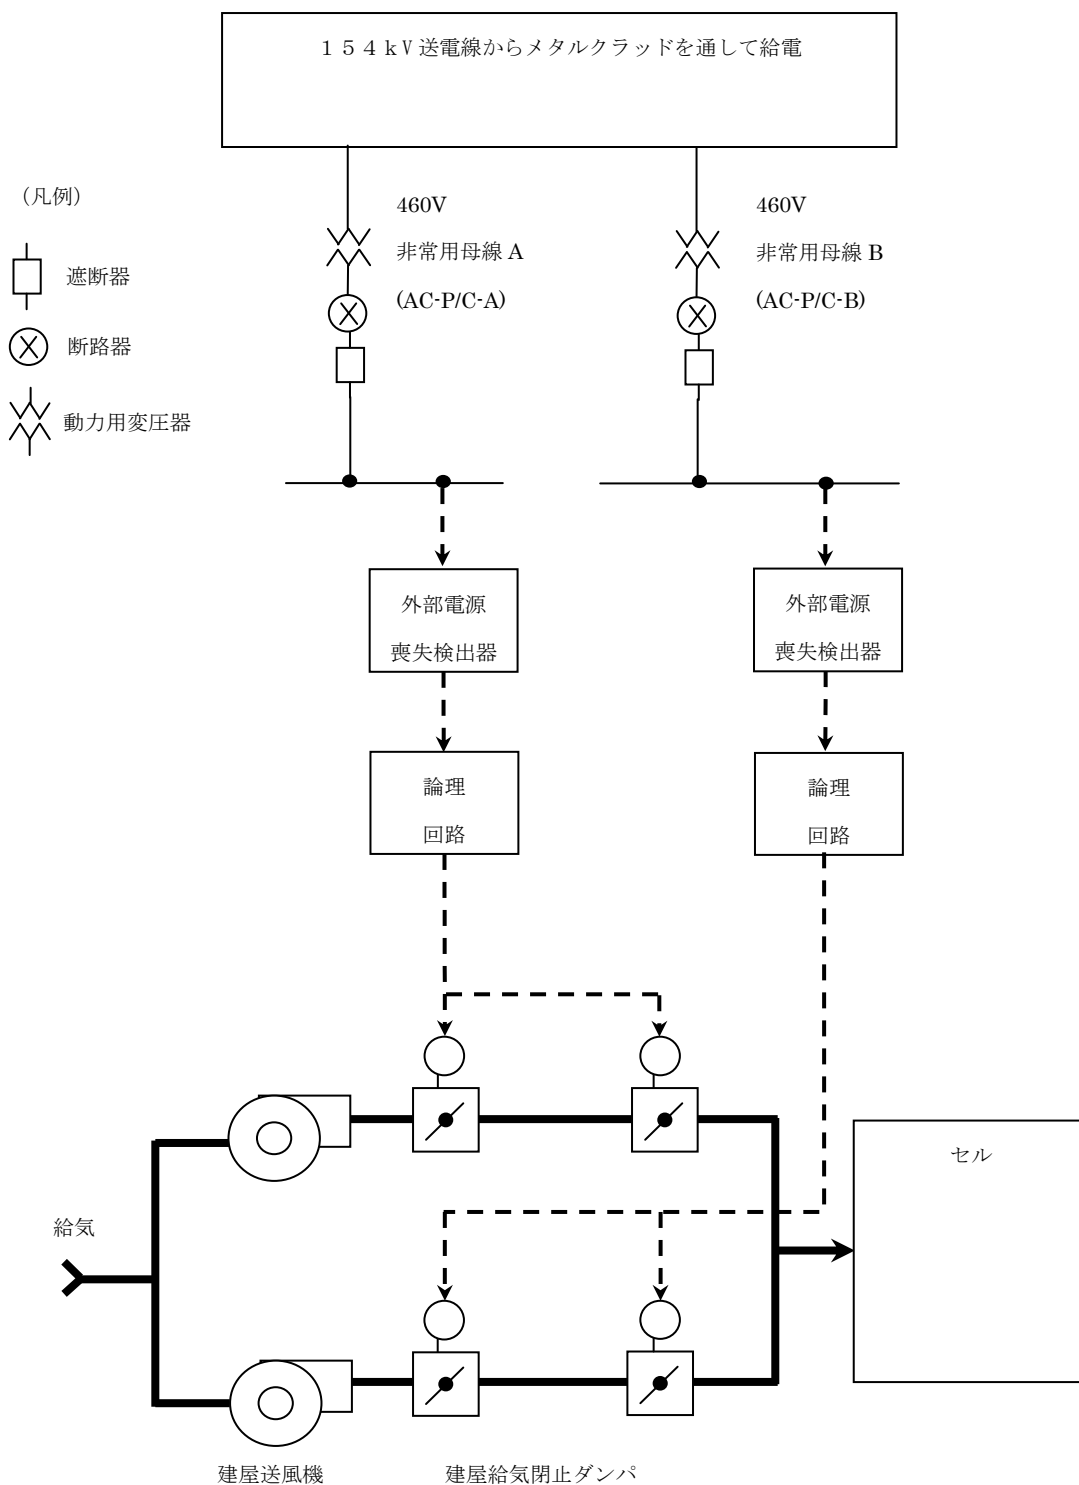 １５４ｋＶ送電線からメタルクラッドを通して給電
（凡例）
遮断器
断路器
動力用変圧器
460V
非常用母線 A
(AC-P/C-A)
460V
非常用母線 B
(AC-P/C-B)
外部電源
喪失検出器
外部電源
喪失検出器
論理
回路
論理
回路
セル
給気
建屋送風機
建屋給気閉止ダンパ